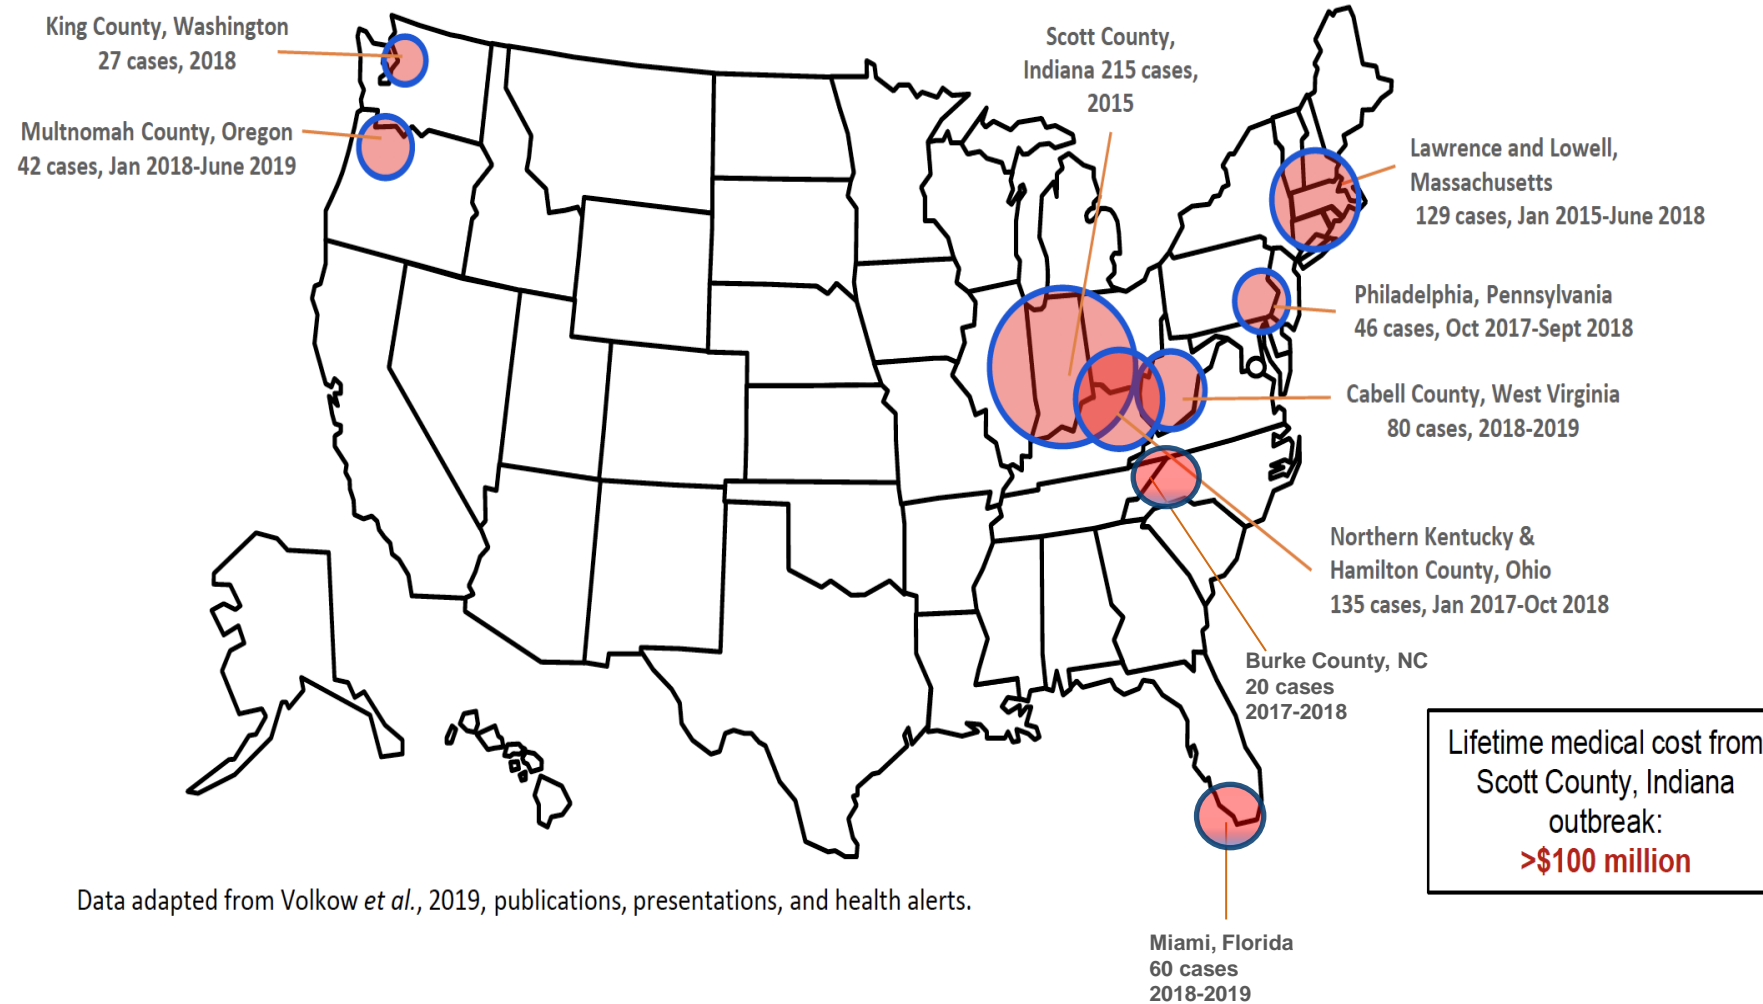 King County, Washington
27 cases, 2018
Multnomah County, Oregon
42 cases, Jan 2018-June 2019
Scott County,
Indiana 215 cases,
2015
Lawrence and Lowell,
Massachusetts
129 cases, Jan 2015-June 2018
Philadelphia, Pennsylvania
46 cases, Oct 2017-Sept 2018
Cabell County, West Virginia
80 cases, 2018-2019
Northern Kentucky &
Hamilton County, Ohio
135 cases, Jan 2017-Oct 2018
Burke County, NC
20 cases
2017-2018
Lifetime medical cost from
Scott County, Indiana
outbreak:
>$100 million
Data adapted from Volkow et al., 2019, publications, presentations, and health alerts.
Miami, Florida
60 cases
2018-2019